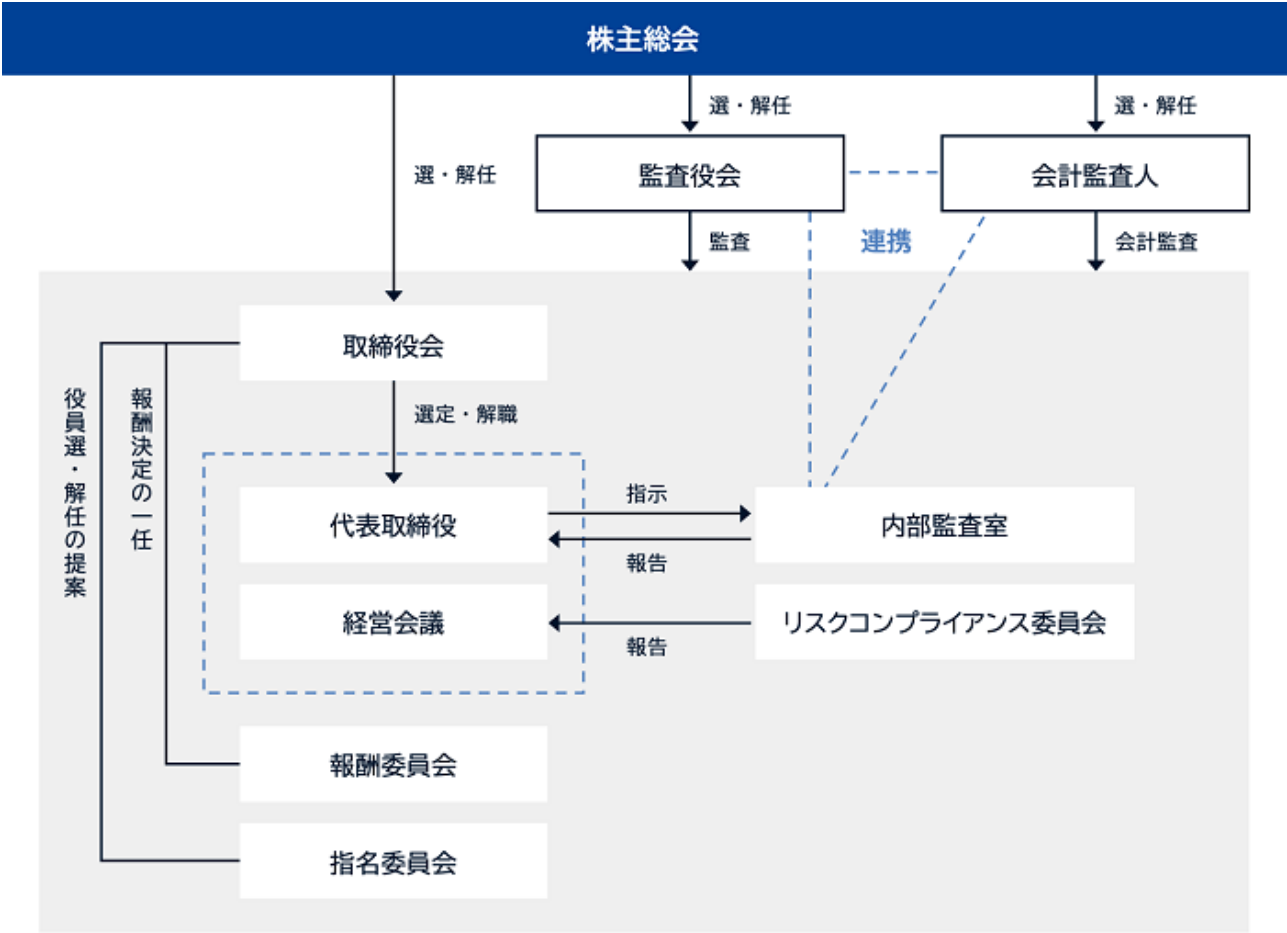 株主総会
選・解任
選・解任
選・解任
監査役会
会計監査人
監査
連携
会計監査
取締役会
選定・解職
役員選・解任の提案
報酬決定の一任
代表取締役
指示
報告
内部監査室
経営会議
報告
リスクコンプライアンス委員会
報酬委員会
指名委員会